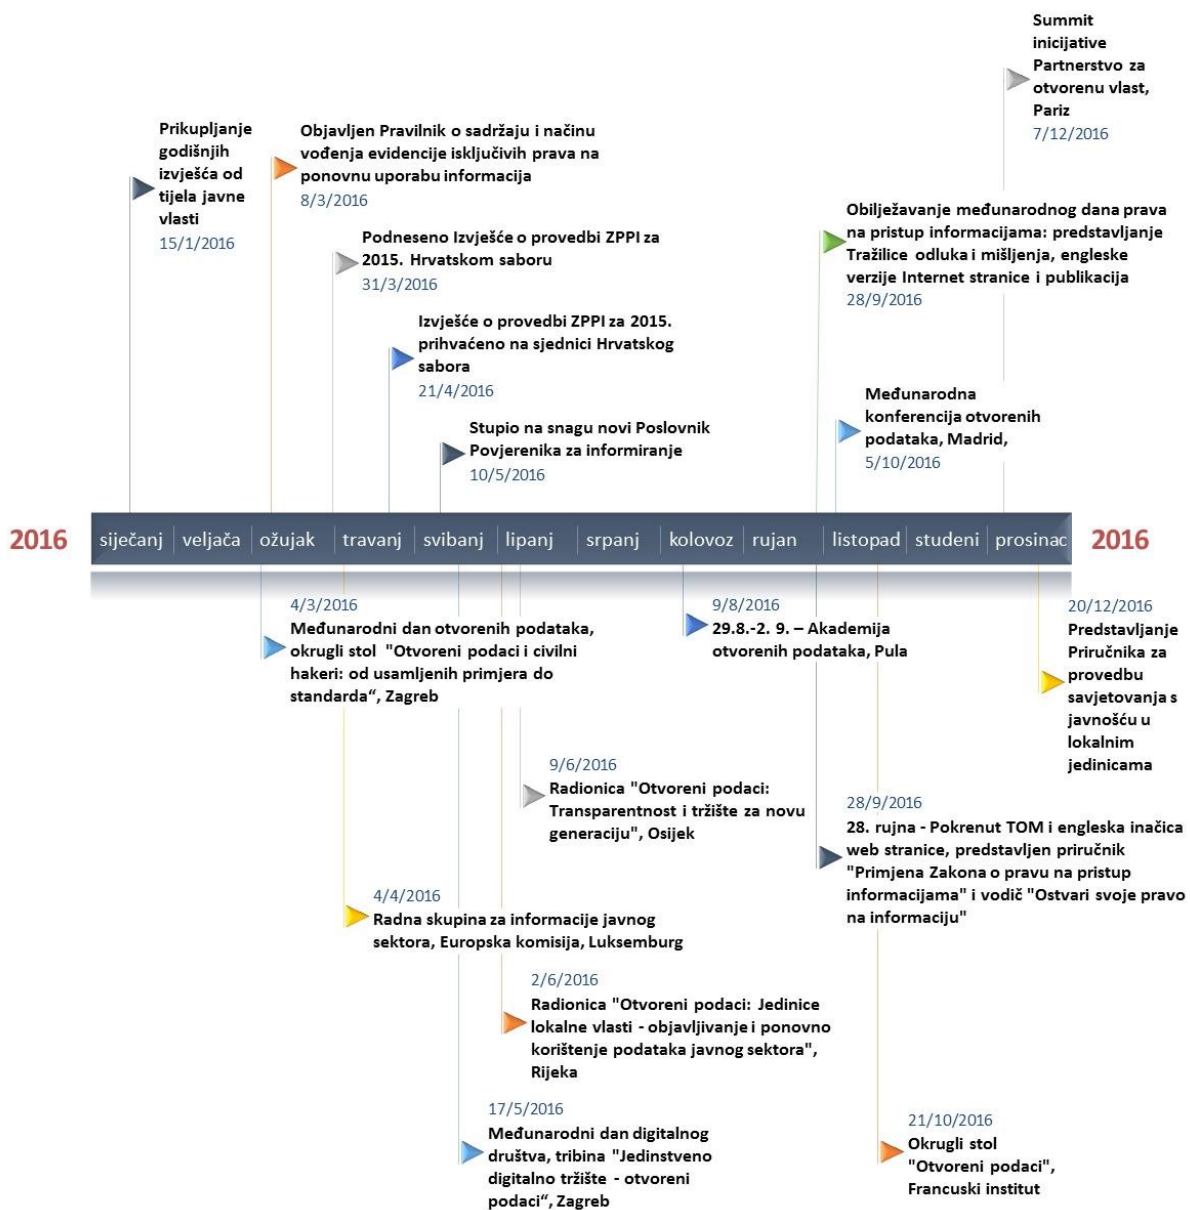 Summit
inicijative
Partnerstvo za
otvorenu vlast,
Pariz
7/12/2016
Prikupljanje
godišnjih
izvješća od
tijela javne
vlasti
15/1/2016
Objavljen Pravilnik o sadržaju i načinu
vođenja evidencije isključivih prava na
ponovnu uporabu informacija
8/3/2016
Podneseno Izvješće o provedbi ZPPI za
2015. Hrvatskom saboru
31/3/2016
Obilježavanje međunarodnog dana prava
na pristup informacijama: predstavljanje
Tražilice odluka i mišljenja, engleske
verzije Internet stranice i publikacija
28/9/2016
Izvješće o provedbi ZPPI za 2015.
prihvaćeno na sjednici Hrvatskog
sabora
21/4/2016
Međunarodna
konferencija otvorenih
podataka, Madrid,
5/10/2016
Stupio na snagu novi Poslovnik
Povjerenika za informiranje
10/5/2016
2016 siječanj veljača ožujak travanj svibanj lipanj srpanj kolovoz rujan listopad studeni prosinac 2016
4/3/2016
Međunarodni dan otvorenih podataka,
okrugli stol "Otvoreni podaci i civilni
hakeri: od usamljenih primjera do
standarda“, Zagreb
9/8/2016
29.8.-2. 9. – Akademija
otvorenih podataka, Pula
20/12/2016
Predstavljanje
Priručnika za
provedbu
savjetovanja s
javnošću u
lokalnim
jedinicama
9/6/2016
Radionica "Otvoreni podaci:
Transparentnost i tržište za novu
generaciju", Osijek
28/9/2016
28. rujna - Pokrenut TOM i engleska inačica
web stranice, predstavljen priručnik
"Primjena Zakona o pravu na pristup
informacijama" i vodič "Ostvari svoje pravo
na informaciju"
4/4/2016
Radna skupina za informacije javnog
sektora, Europska komisija, Luksemburg
2/6/2016
Radionica "Otvoreni podaci: Jedinice
lokalne vlasti - objavljivanje i ponovno
korištenje podataka javnog sektora",
Rijeka
17/5/2016
Međunarodni dan digitalnog
društva, tribina "Jedinstveno
digitalno tržište - otvoreni
podaci“, Zagreb
21/10/2016
Okrugli stol
"Otvoreni podaci",
Francuski institut